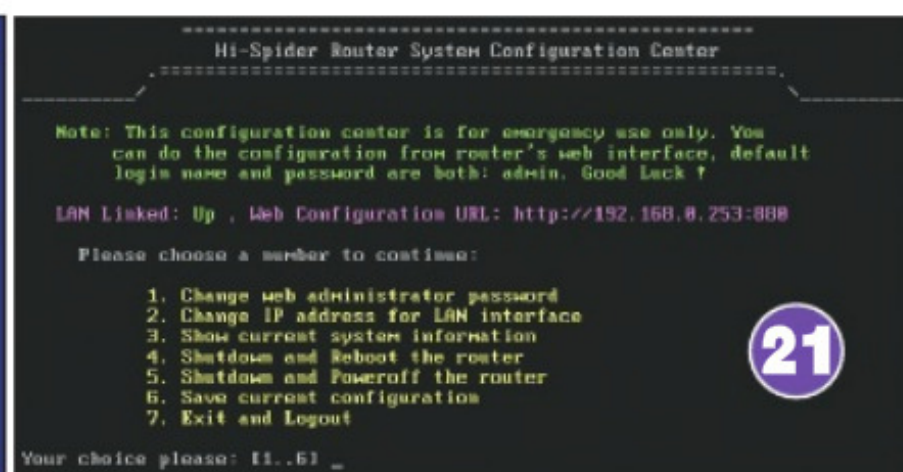 Hi-Spider Router System Configuration Center
Note: This configuration center is for emergency use only. You
can do the configuration from router's web interface, default
login name and password are both: admin. Good Luck !
LAN Linked: Up , Web Configuration URL: http://192.168.0.253:880
Please choose a number to continue:
1. Change web administrator password
2. Change IP address for LAN interface
3. Show current system information
4. Shutdown and Reboot the router
5. Shutdown and Poweroff the router
6. Save current configuration
7. Exit and Logout
21
Your choice please: [1..6] _